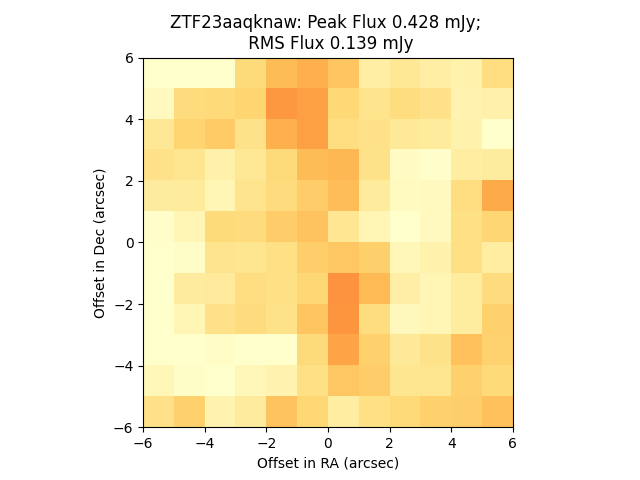 ZTF23aaqknaw: Peak Flux 0.428 mJy;
RMS Flux 0.139 mJy
6
4
2
0
−2
−4
−6
Offset in Dec (arcsec)
−6 −4 −2 0 2 4 6
Offset in RA (arcsec)